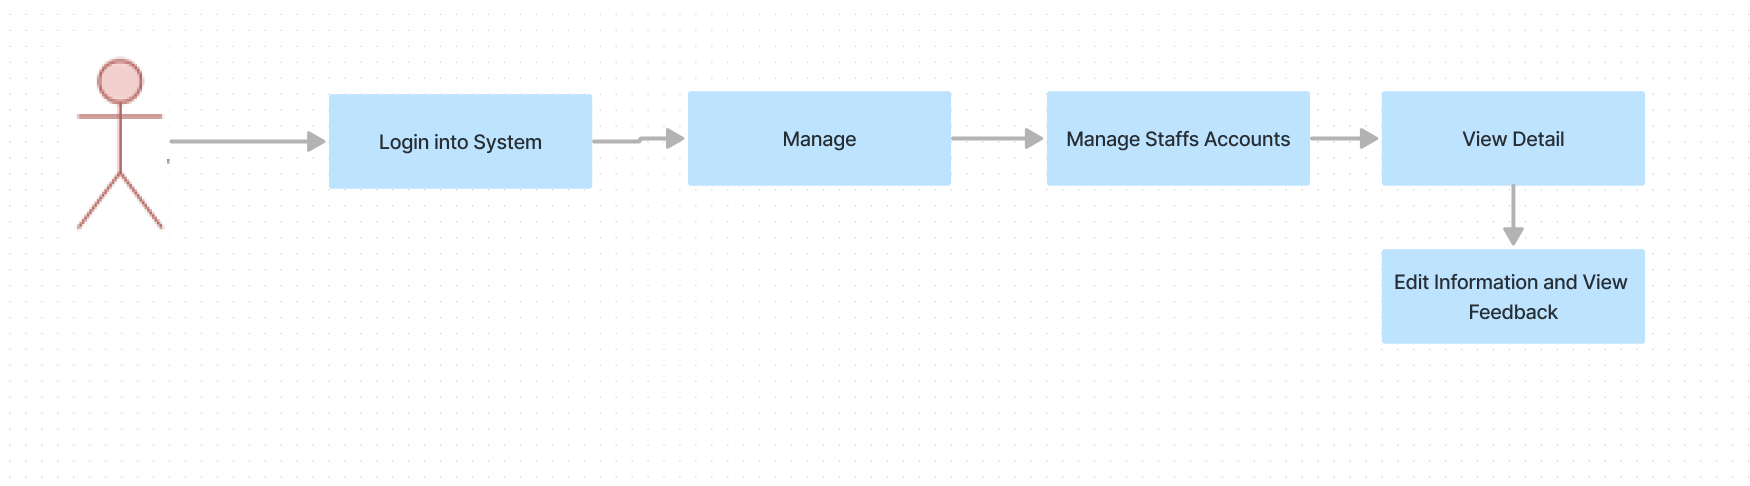 Login into System
Manage
Manage Staffs Accounts
View Detail
Edit Information and View
Feedback